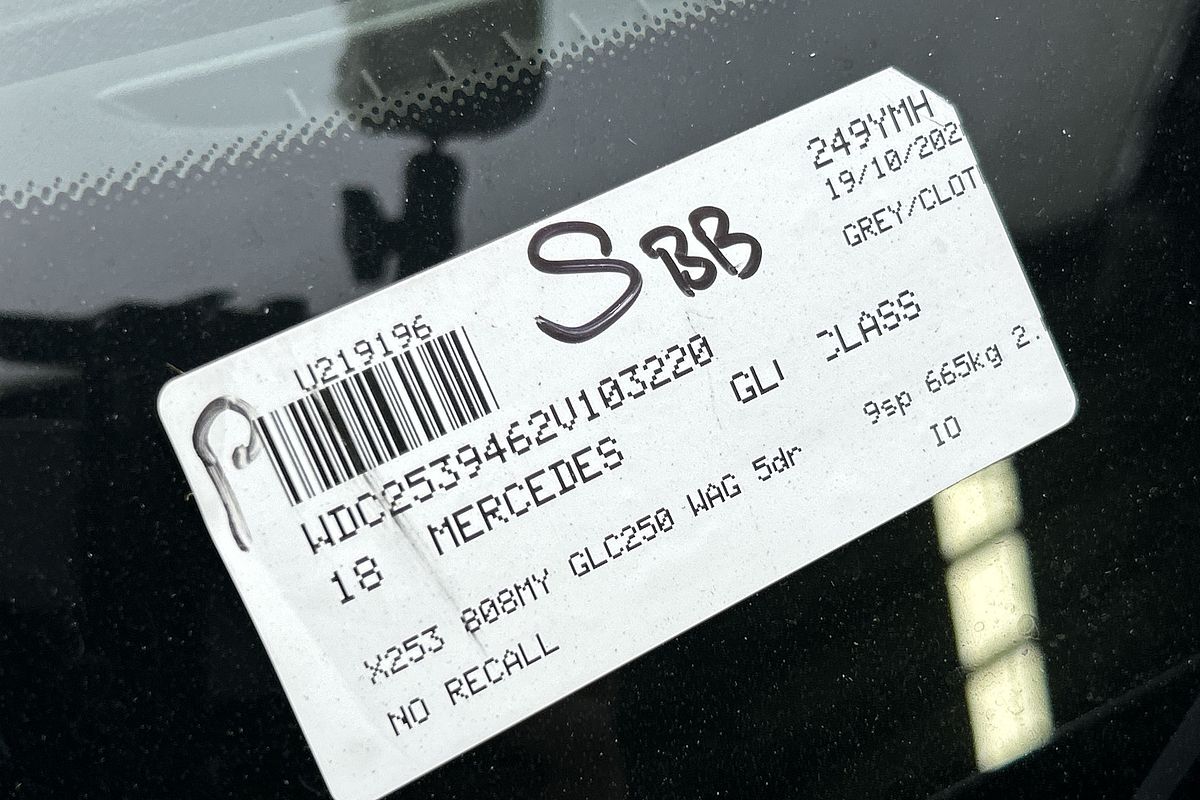 249YMH
19/10/202
GREY/CLOT
SBB
U219196
WDC2539462V103220
18 MERCEDES GL CLASS
X253 808MY GLC250 WAG 5dr 9sp 665kg 2.
NO RECALL IO